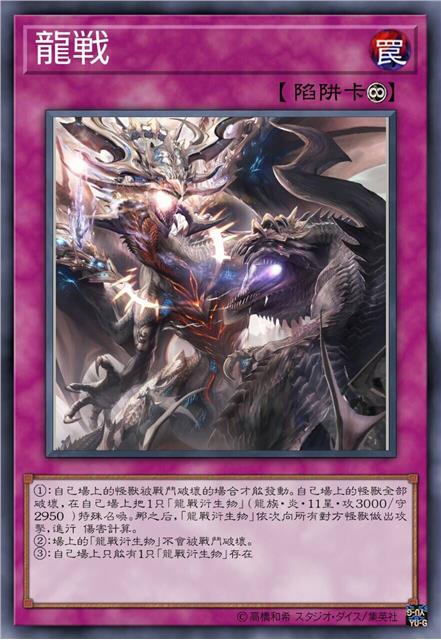 龍戦
罠
【陷阱卡】
①:自己場上的怪獸被戰鬥破壞的場合才能發動。自己場上的怪獸全部
破壞，在自己場上把1只「龍戰衍生物」(龍族·炎·11星·攻3000/守
2950)特殊召喚。那之后，「龍戰衍生物」依次向所有對方怪獸做出攻
擊，進行 傷害計算。
②:場上的「龍戰衍生物」不會被戰鬥破壞。
③:自己場上只能有1只「龍戰衍生物」存在
©高橋和希 スタジオ・ダイス/集英社
YU-G